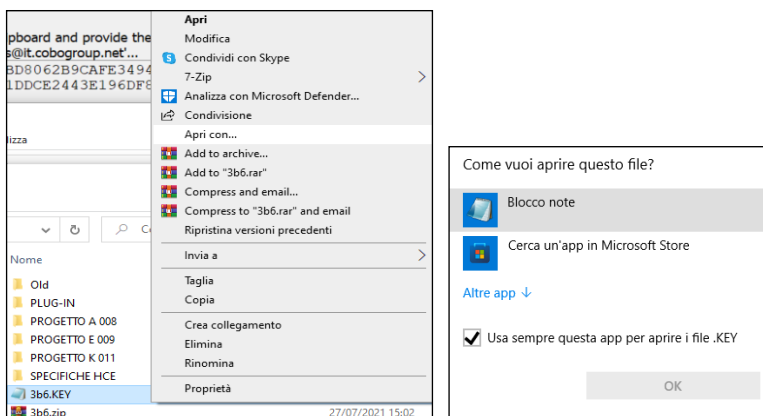 pboard and provide the
s@it.cobogroup.net'...
BD8062B9CAFE3494
1DDCE2443E196DF8
lizza
Nome
Old
PLUG-IN
PROGETTO A 008
PROGETTO E 009
PROGETTO K 011
SPECIFICHE HCE
3b6.KEY
3b6.zip
27/07/2021 15:02
Apri
Modifica
Condividi con Skype
7-Zip
Analizza con Microsoft Defender...
Condivisione
Apri con...
Add to archive...
Add to "3b6.rar"
Compress and email...
Compress to "3b6.rar" and email
Ripristina versioni precedenti
Invia a
Taglia
Copia
Crea collegamento
Elimina
Rinomina
Proprietà
Come vuoi aprire questo file?
Blocco note
Cerca un'app in Microsoft Store
Altre app ↓
Usa sempre questa app per aprire i file .KEY
OK